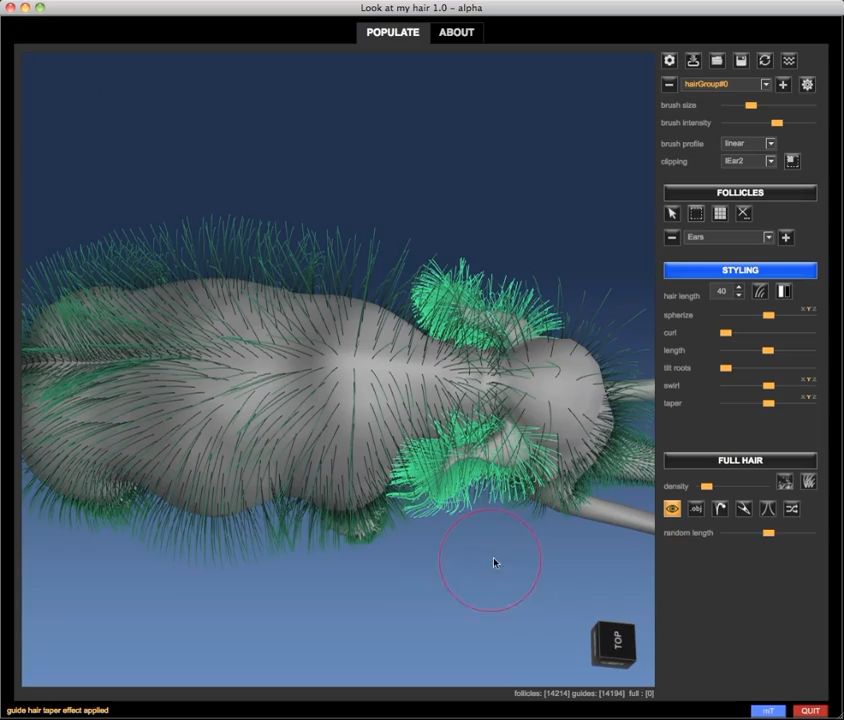 Look at my hair 1.0 - alpha
POPULATE ABOUT
hairGroup#0
brush size
brush intensity
brush profile linear
clipping lEar2
FOLLICLES
Ears
STYLING
hair length 40
X Y Z
spherize
curl
length
tilt roots
X Y Z
swirl
X Y Z
taper
FULL HAIR
density
.obj
random length
TOP
follicles: [14214] guides: [14194] full : [0]
guide hair taper effect applied
mT QUIT